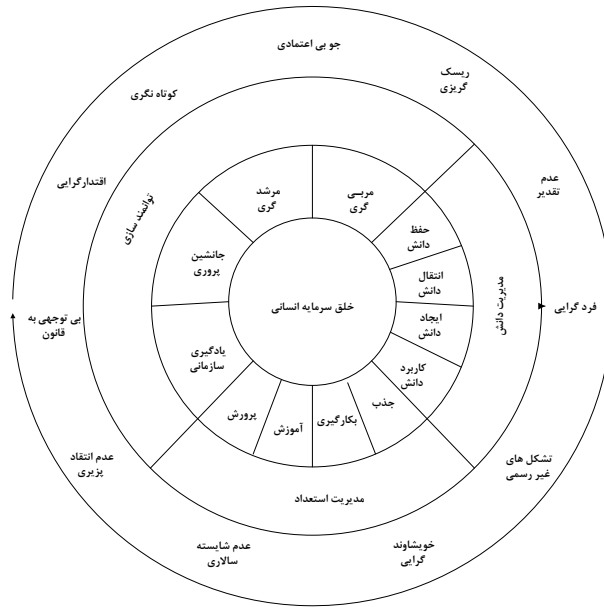 جو بی اعتمادی
ریسک
گریزی
کوتاه نگری
عدم
تقدیر
اقتدارگرایی
مربـی
گری
مرشد
گری
توانمند سازی
حفظ
دانش
جانشین
پروری
انتقال
دانش
مدیریت دانش
خلق سرمایه انسانی
فرد گرایی
بی توجهی به
قانون
ایجاد
دانش
یادگیری
سازمانی
کاربرد
دانش
جذب
بکارگیری
آموزش
پرورش
عدم انتقاد
پزیری
تشکل های
غیر رسمی
مدیریت استعداد
عدم شایسته
سالاری
خویشاوند
گرایی